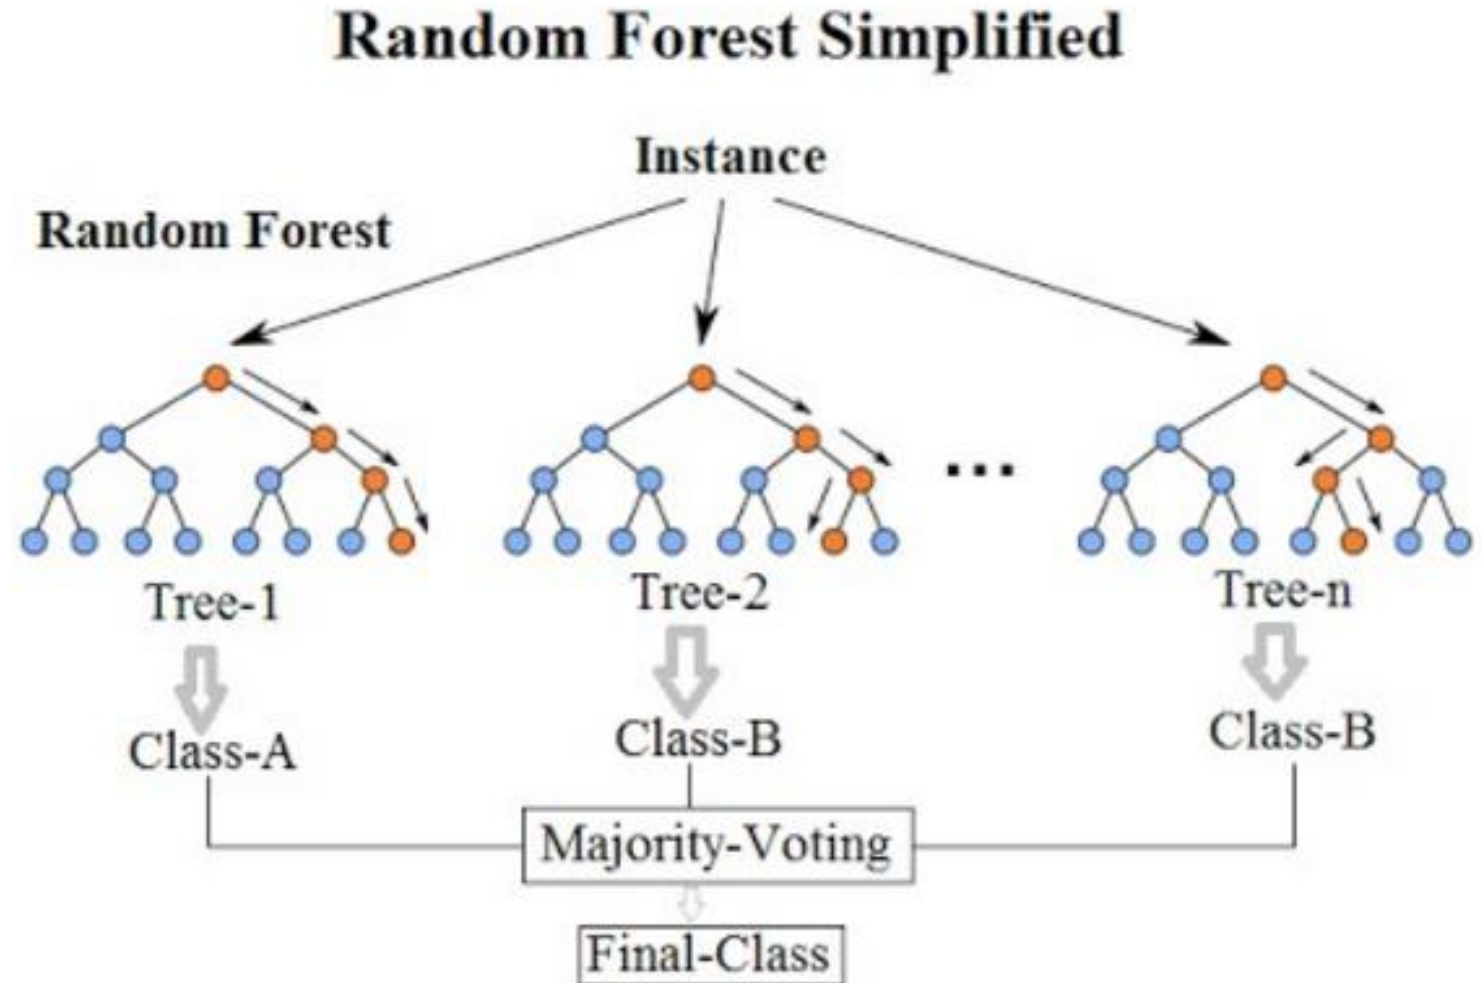 Random Forest Simplified
Instance
Random Forest
...
Tree-1
Tree-2
Tree-n
Class-A
Class-B
Class-B
Majority-Voting
Final-Class